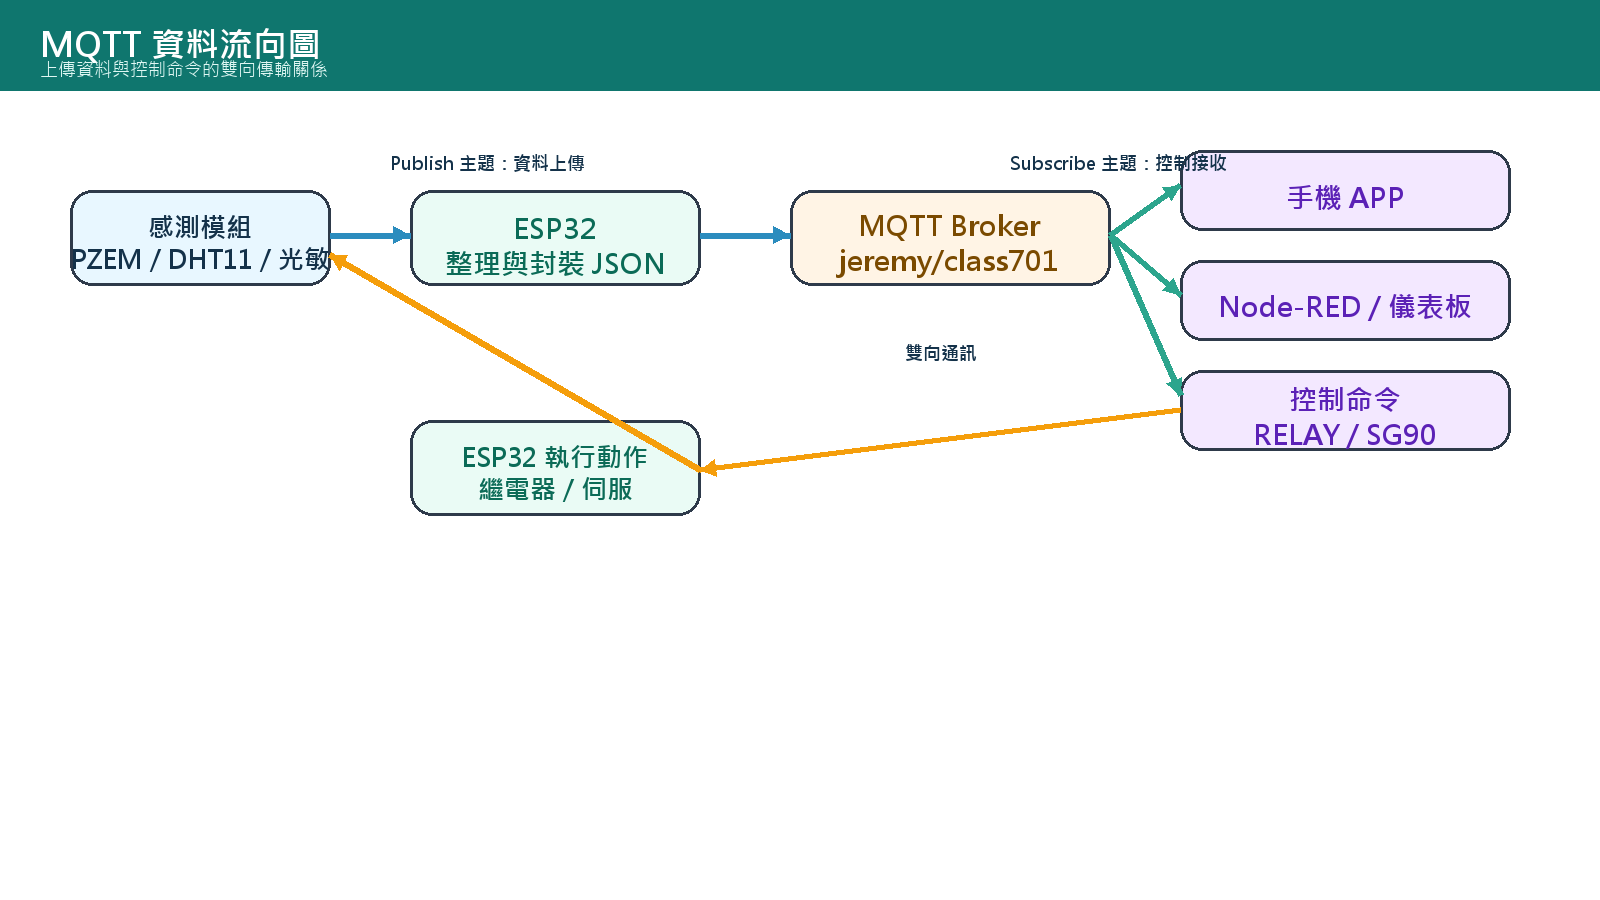 MQTT 資料流向圖
上傳資料與控制命令的雙向傳輸關係
Publish 主題：資料上傳
Subscribe 主題：控制接收
感測模組
PZEM / DHT11 / 光敏
ESP32
整理與封裝 JSON
MQTT Broker
jeremy/class701
手機 APP
Node-RED / 儀表板
雙向通訊
控制命令
RELAY / SG90
ESP32 執行動作
繼電器 / 伺服